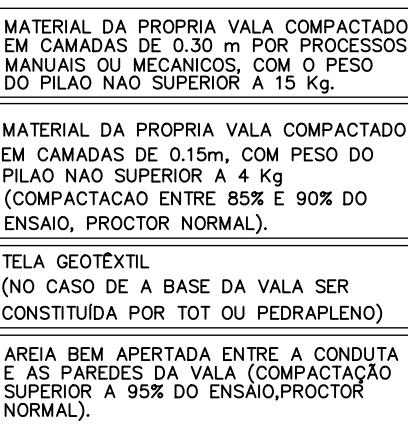 MATERIAL DA PROPRIA VALA COMPACTADO
EM CAMADAS DE 0.30 m POR PROCESSOS
MANUAIS OU MECANICOS, COM O PESO
DO PILAO NAO SUPERIOR A 15 Kg.
MATERIAL DA PROPRIA VALA COMPACTADO
EM CAMADAS DE 0.15m, COM PESO DO
PILAO NAO SUPERIOR A 4 Kg
(COMPACTACAO ENTRE 85% E 90% DO
ENSAIO, PROCTOR NORMAL).
TELA GEOTÊXTIL
(NO CASO DE A BASE DA VALA SER
CONSTITUÍDA POR TOT OU PEDRAPLENO)
AREIA BEM APERTADA ENTRE A CONDUTA
E AS PAREDES DA VALA (COMPACTAÇÃO
SUPERIOR A 95% DO ENSAIO,PROCTOR
NORMAL).